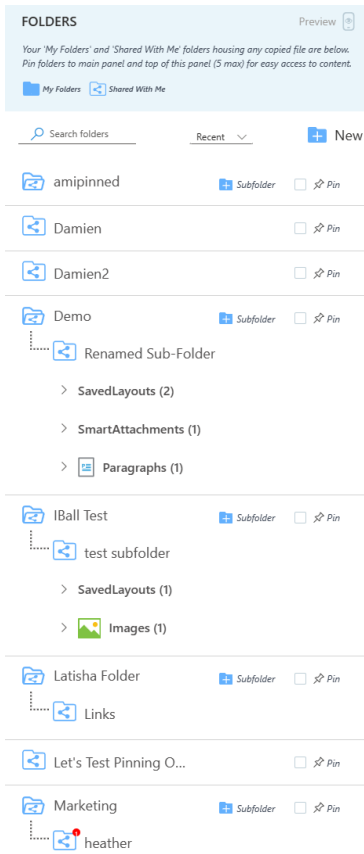 FOLDERS
Preview
Your 'My Folders' and 'Shared With Me' folders housing any copied file are below.
Pin folders to main panel and top of this panel (5 max) for easy access to content.
My Folders Shared With Me
Search folders Recent New
amipinned Subfolder Pin
Damien Pin
Damien2 Pin
Demo Subfolder Pin
Renamed Sub-Folder
SavedLayouts (2)
SmartAttachments (1)
Paragraphs (1)
IBall Test Subfolder Pin
test subfolder
SavedLayouts (1)
Images (1)
Latisha Folder Subfolder Pin
Links
Let's Test Pinning O... Pin
Marketing Subfolder Pin
heather